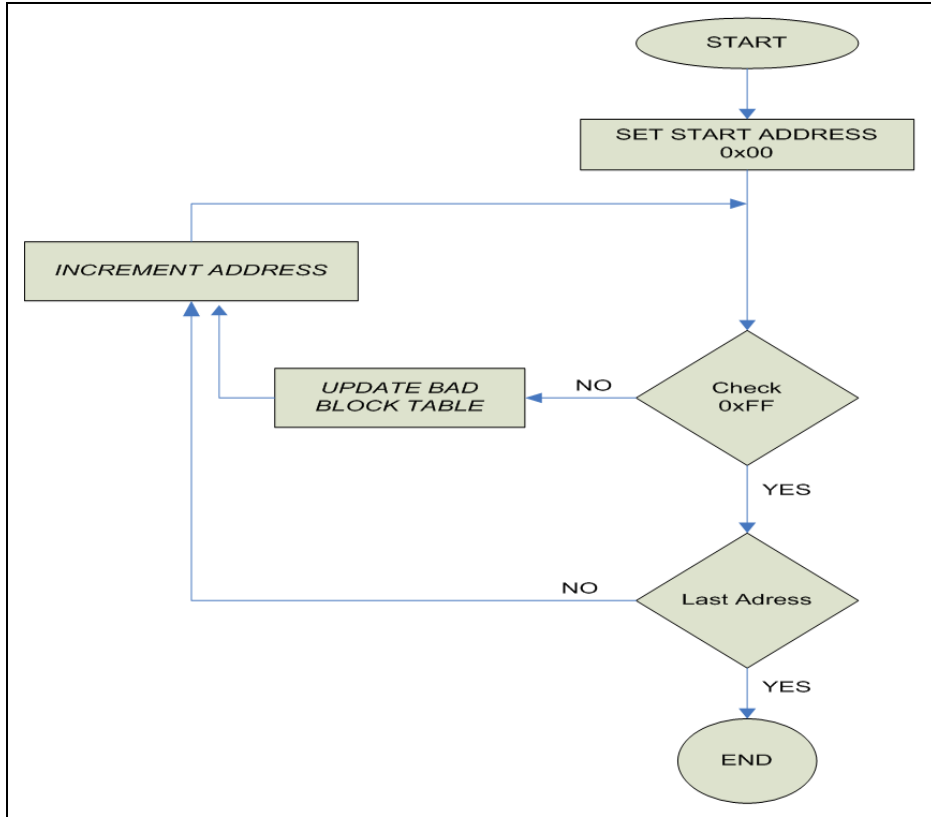 START
SET START ADDRESS
0x00
INCREMENT ADDRESS
UPDATE BAD
BLOCK TABLE
NO
Check
0xFF
YES
NO
Last Adress
YES
END